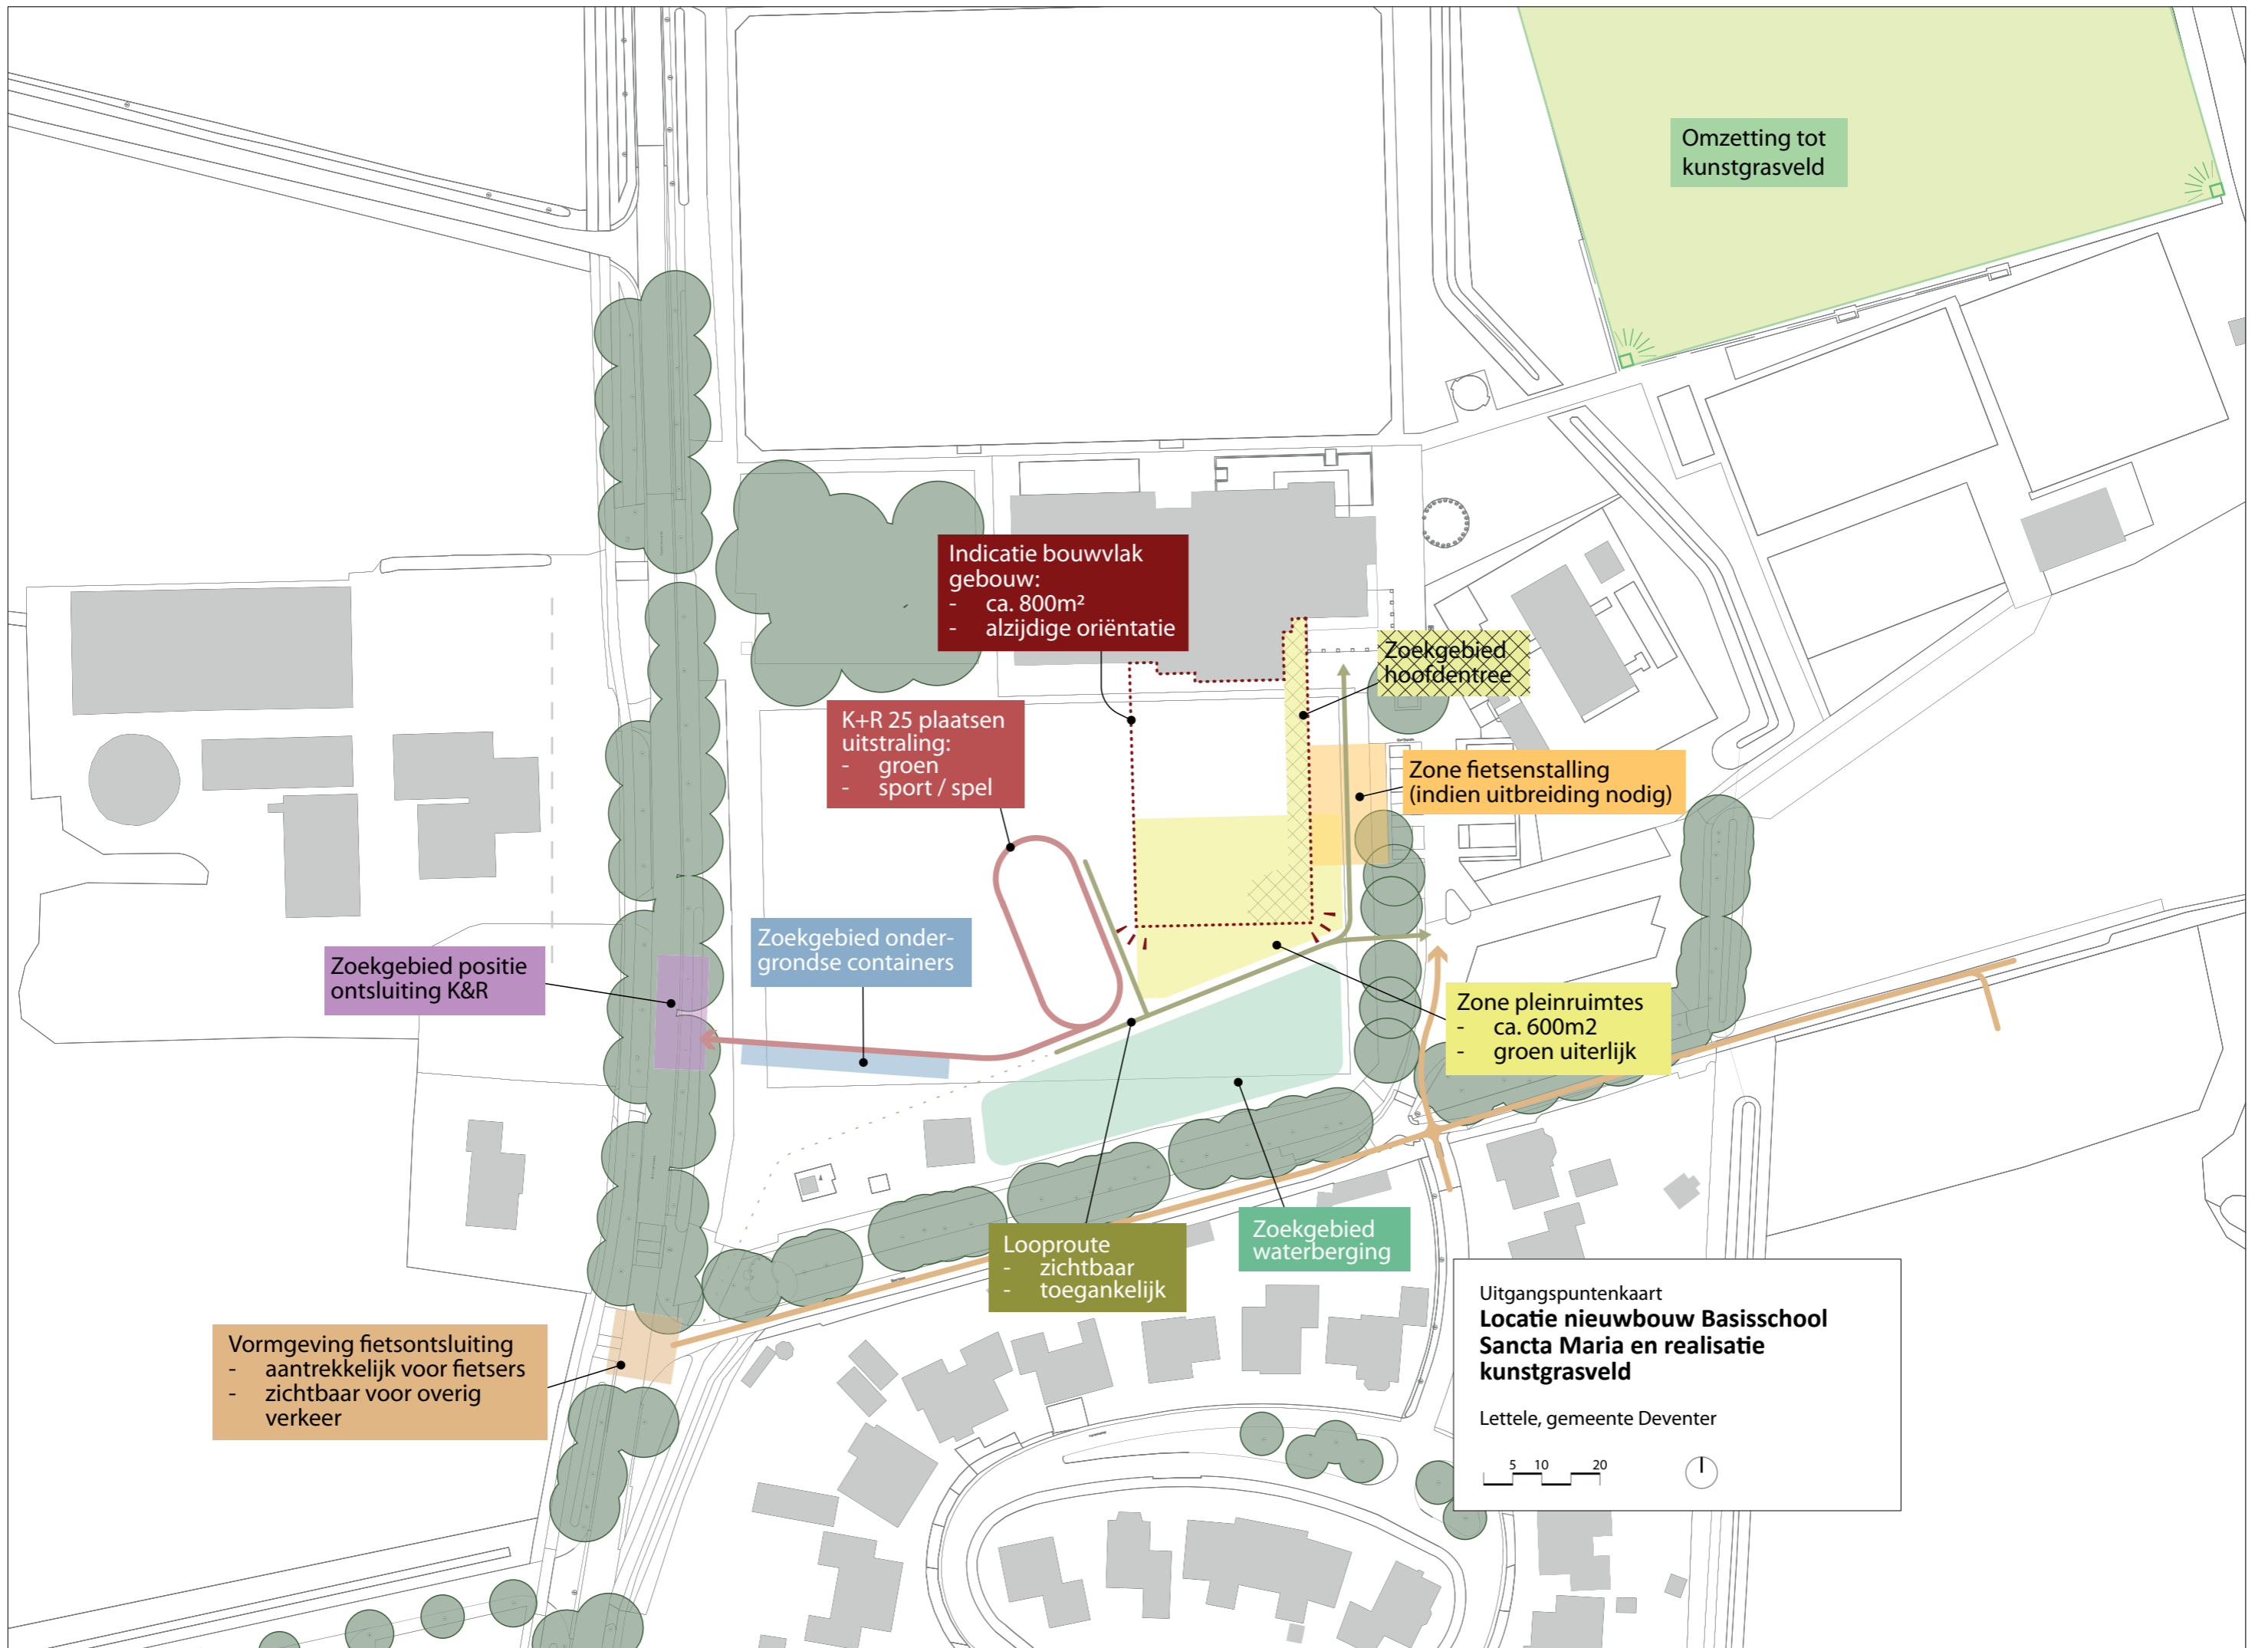 Omzetting tot
kunstgrasveld
Indicatie bouwvlak
gebouw:
- ca. 800m²
- alzijdige oriëntatie
Zoekgebied
hoofdentree
K+R 25 plaatsen
uitstraling:
- groen
- sport / spel
Zone fietsenstalling
(indien uitbreiding nodig)
Zoekgebied onder-
grondse containers
Zoekgebied positie
ontsluiting K&R
Zone pleinruimtes
- ca. 600m2
- groen uiterlijk
Looproute
- zichtbaar
- toegankelijk
Zoekgebied
waterberging
Vormgeving fietsontsluiting
- aantrekkelijk voor fietsers
- zichtbaar voor overig
verkeer
Uitgangspuntenkaart
Locatie nieuwbouw Basisschool
Sancta Maria en realisatie
kunstgrasveld
Lettele, gemeente Deventer
5 10 20